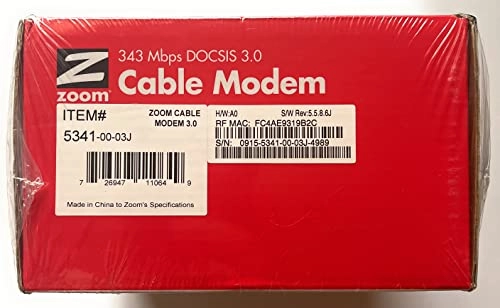 Z
zoom
343 Mbps DOCSIS 3.0
Cable Modem
ITEM#
ZOOM CABLE
5341-00-03J
MODEM 3.0
7 26947 11064 9
Made in China to Zoom's Specifications
H/W:A0 S/W Rev:5.5.8.6J
RF MAC: FC4AE9319B2C
S/N: 0915-5341-00-03J-4989